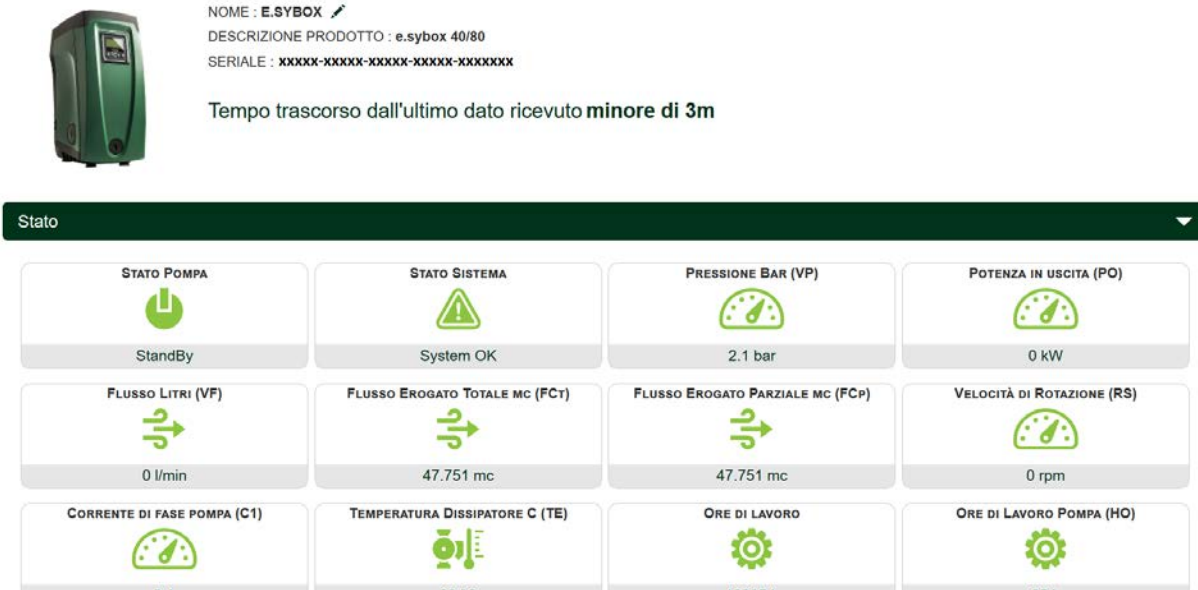 NOME : E.SYBOX
DESCRIZIONE PRODOTTO : e.sybox 40/80
SERIALE : xxxxx-xxxxx-xxxxx-xxxxx-xxxxxxx
Tempo trascorso dall'ultimo dato ricevuto minore di 3m
Stato
STATO POMPA STATO SISTEMA PRESSIONE BAR (VP) POTENZA IN USCITA (PO)
StandBy System OK 2.1 bar 0 kW
FLUSSO LITRI (VF) FLUSSO EROGATO TOTALE MC (FCT) FLUSSO EROGATO PARZIALE MC (FCP) VELOCITÀ DI ROTAZIONE (RS)
0 l/min 47.751 mc 47.751 mc 0 rpm
CORRENTE DI FASE POMPA (C1) TEMPERATURA DISSIPATORE C (TE) ORE DI LAVORO ORE DI LAVORO POMPA (HO)